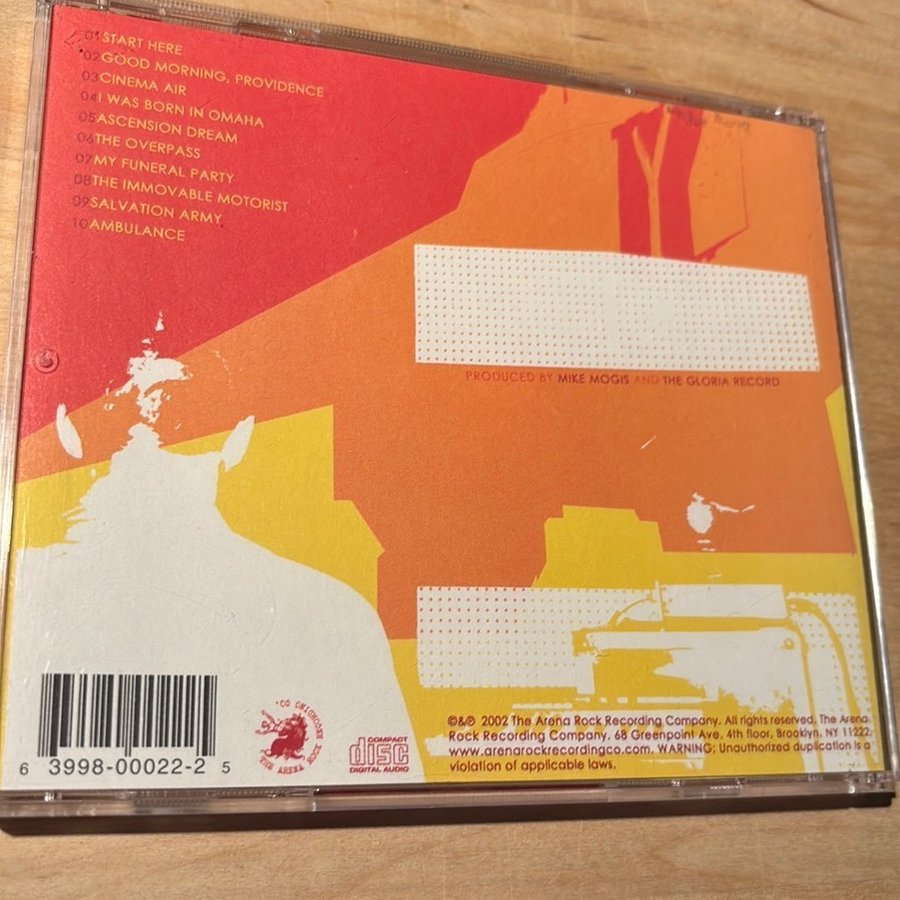 01 START HERE
02 GOOD MORNING, PROVIDENCE
03 CINEMA AIR
04 I WAS BORN IN OMAHA
05 ASCENSION DREAM
06 THE OVERPASS
07 MY FUNERAL PARTY
08 THE IMMOVABLE MOTORIST
09 SALVATION ARMY
10 AMBULANCE
PRODUCED BY MIKE MOGIS AND THE GLORIA RECORD
6 3998-00022-2 5
THE ARENA ROCK RECORDING CO.
COMPACT
disc
DIGITAL AUDIO
©&℗ 2002 The Arena Rock Recording Company. All rights reserved. The Arena
Rock Recording Company, 68 Greenpoint Ave. 4th floor, Brooklyn, NY 11222.
www.arenarockrecordingco.com. WARNING: Unauthorized duplication is a
violation of applicable laws.